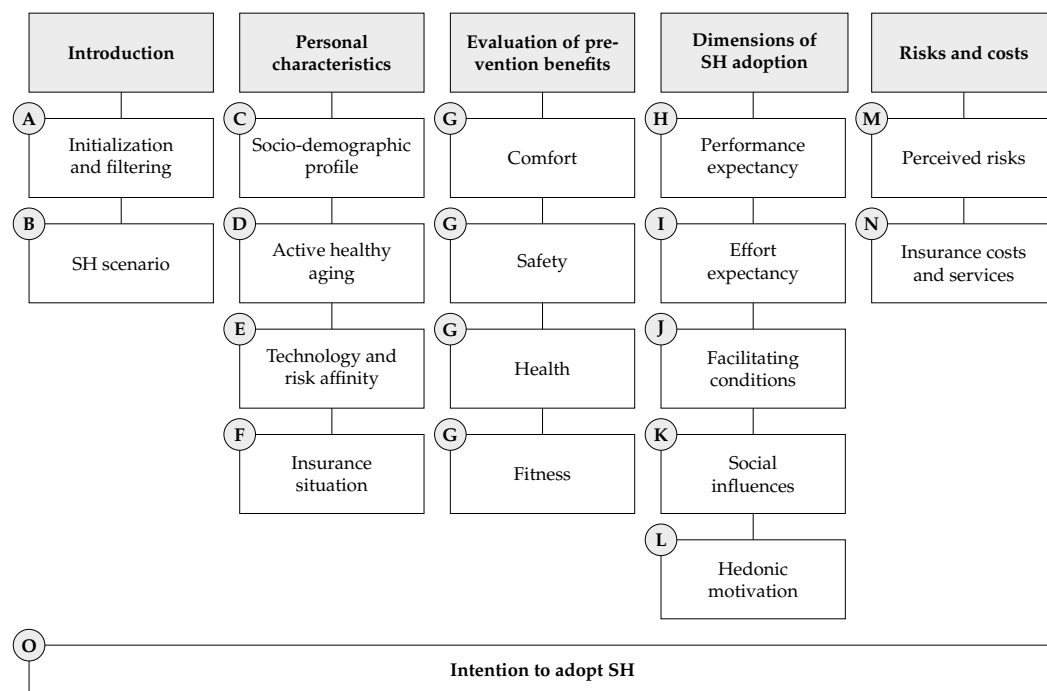 Introduction
Personal
characteristics
Evaluation of pre-
vention benefits
Dimensions of
SH adoption
Risks and costs
A
Initialization
and filtering
B
SH scenario
C
Socio-demographic
profile
D
Active healthy
aging
E
Technology and
risk affinity
F
Insurance
situation
G
Comfort
G
Safety
G
Health
G
Fitness
H
Performance
expectancy
I
Effort
expectancy
J
Facilitating
conditions
K
Social
influences
L
Hedonic
motivation
M
Perceived risks
N
Insurance costs
and services
O
Intention to adopt SH